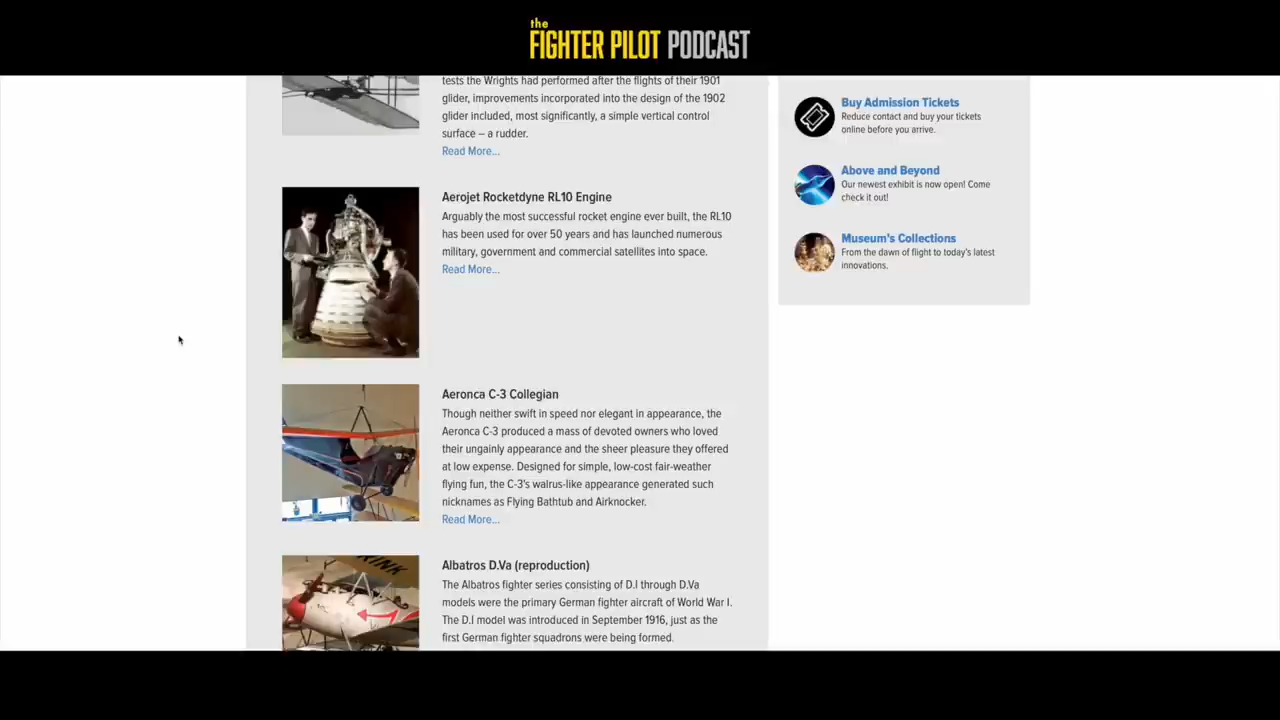 the
FIGHTER PILOT PODCAST
tests the Wrights had performed after the flights of their 1901
glider, improvements incorporated into the design of the 1902
glider included, most significantly, a simple vertical control
surface – a rudder.
Read More...
Aerojet Rocketdyne RL10 Engine
Arguably the most successful rocket engine ever built, the RL10
has been used for over 50 years and has launched numerous
military, government and commercial satellites into space.
Read More...
Aeronca C-3 Collegian
Though neither swift in speed nor elegant in appearance, the
Aeronca C-3 produced a mass of devoted owners who loved
their ungainly appearance and the sheer pleasure they offered
at low expense. Designed for simple, low-cost fair-weather
flying fun, the C-3's walrus-like appearance generated such
nicknames as Flying Bathtub and Airknocker.
Read More...
RINK
Albatros D.Va (reproduction)
The Albatros fighter series consisting of D.I through D.Va
models were the primary German fighter aircraft of World War I.
The D.I model was introduced in September 1916, just as the
first German fighter squadrons were being formed.
Buy Admission Tickets
Reduce contact and buy your tickets
online before you arrive.
Above and Beyond
Our newest exhibit is now open! Come
check it out!
Museum's Collections
From the dawn of flight to today's latest
innovations.